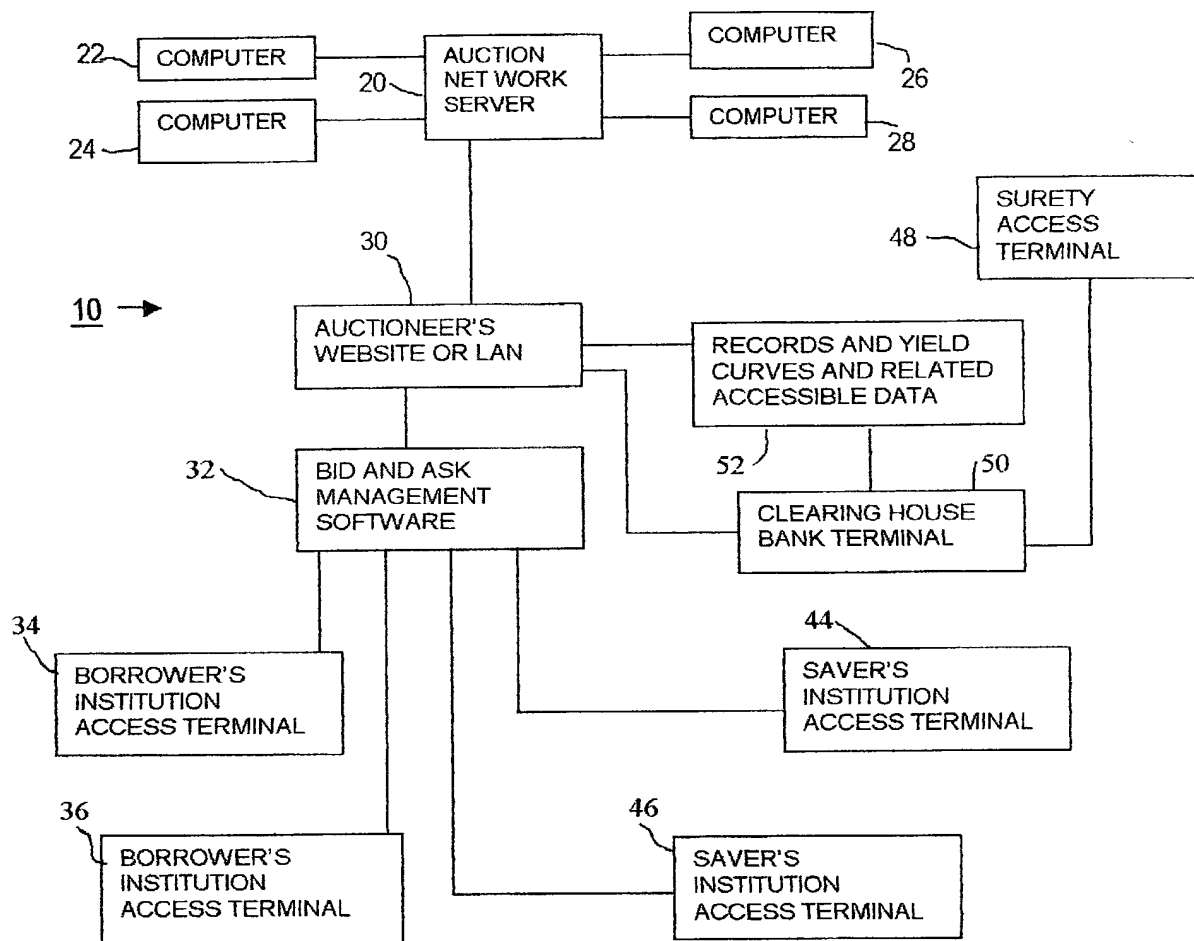 22
COMPUTER
20
AUCTION
NET WORK
SERVER
COMPUTER
26
24
COMPUTER
COMPUTER
28
SURETY
ACCESS
TERMINAL
48
10
30
AUCTIONEER'S
WEBSITE OR LAN
RECORDS AND YIELD
CURVES AND RELATED
ACCESSIBLE DATA
52
32
BID AND ASK
MANAGEMENT
SOFTWARE
50
CLEARING HOUSE
BANK TERMINAL
34
BORROWER'S
INSTITUTION
ACCESS TERMINAL
44
SAVER'S
INSTITUTION
ACCESS TERMINAL
36
BORROWER'S
INSTITUTION
ACCESS TERMINAL
46
SAVER'S
INSTITUTION
ACCESS TERMINAL